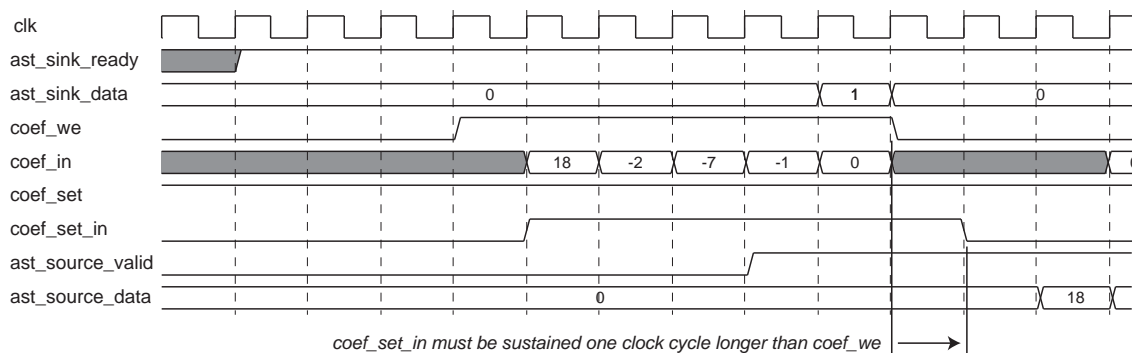 clk
ast_sink_ready
ast_sink_data 0 1 0
coef_we
coef_in 18 -2 -7 -1 0
coef_set
coef_set_in
ast_source_valid
ast_source_data 0 18
coef_set_in must be sustained one clock cycle longer than coef_we